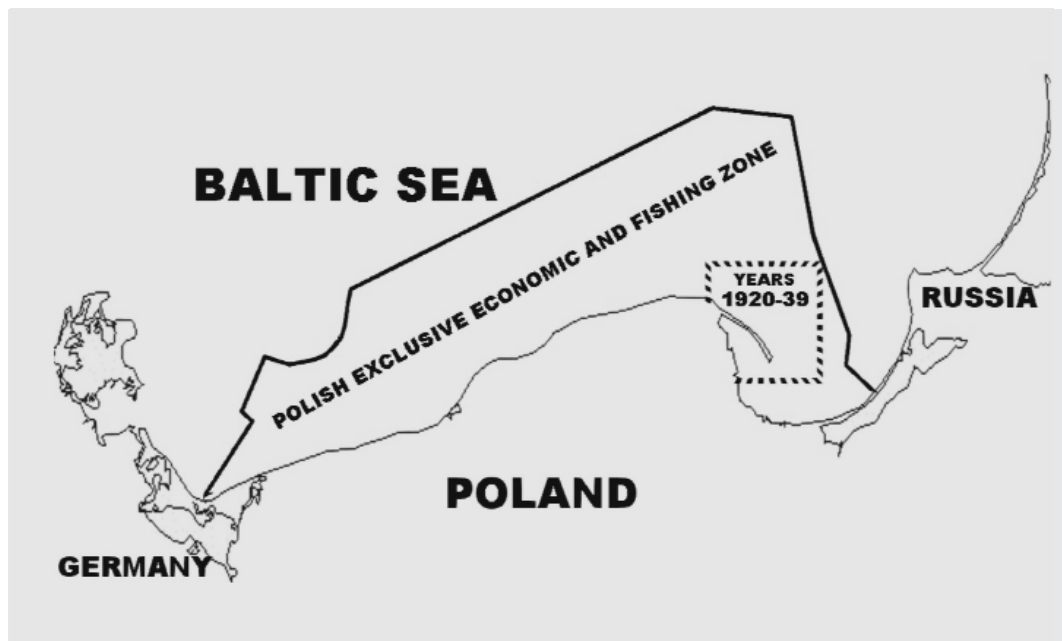 BALTIC SEA
POLISH EXCLUSIVE ECONOMIC AND FISHING ZONE
YEARS
1920-39
RUSSIA
POLAND
GERMANY